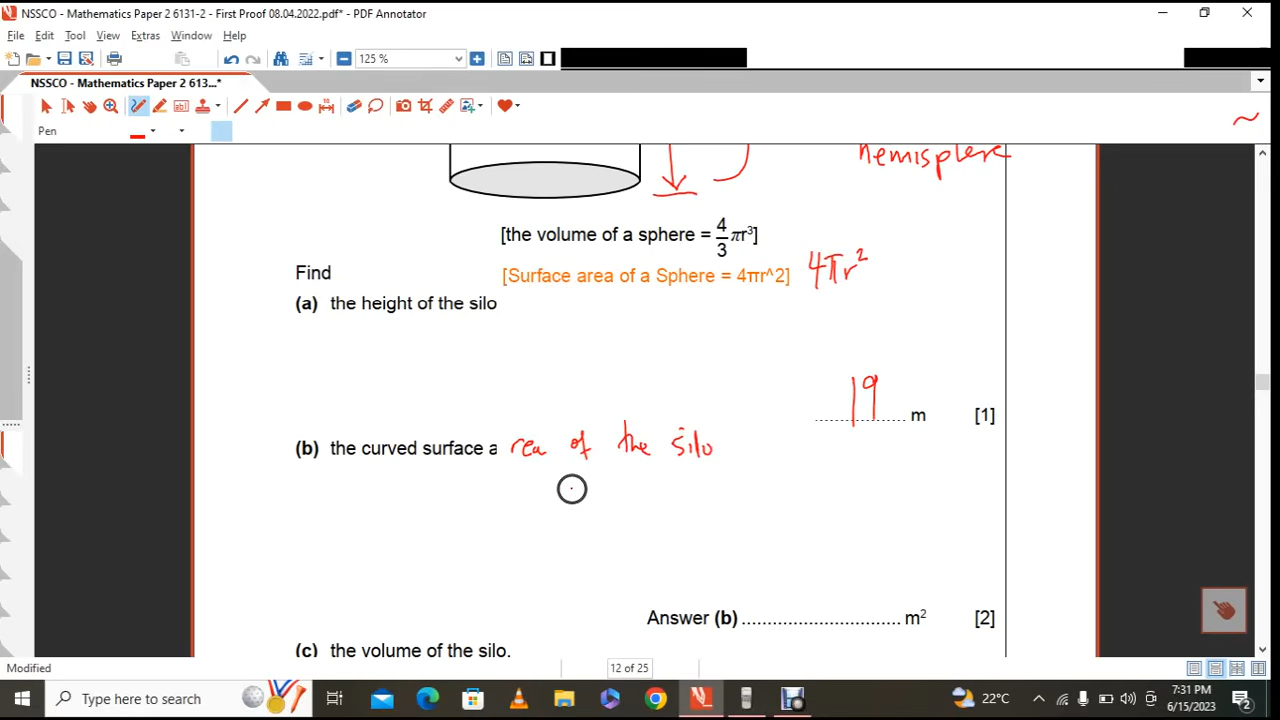 NSSCO - Mathematics Paper 2 6131-2 - First Proof 08.04.2022.pdf* - PDF Annotator
File Edit Tool View Extras Window Help
125 %
NSSCO - Mathematics Paper 2 613...*
Pen
hemisphere
[the volume of a sphere = 4/3 πr³]
Find [Surface area of a Sphere = 4πr^2] 4πr²
(a) the height of the silo
19 m [1]
(b) the curved surface a rea of the silo
Answer (b) .............................. m² [2]
(c) the volume of the silo.
Modified 12 of 25
Type here to search 22°C 7:31 PM
6/15/2023 2